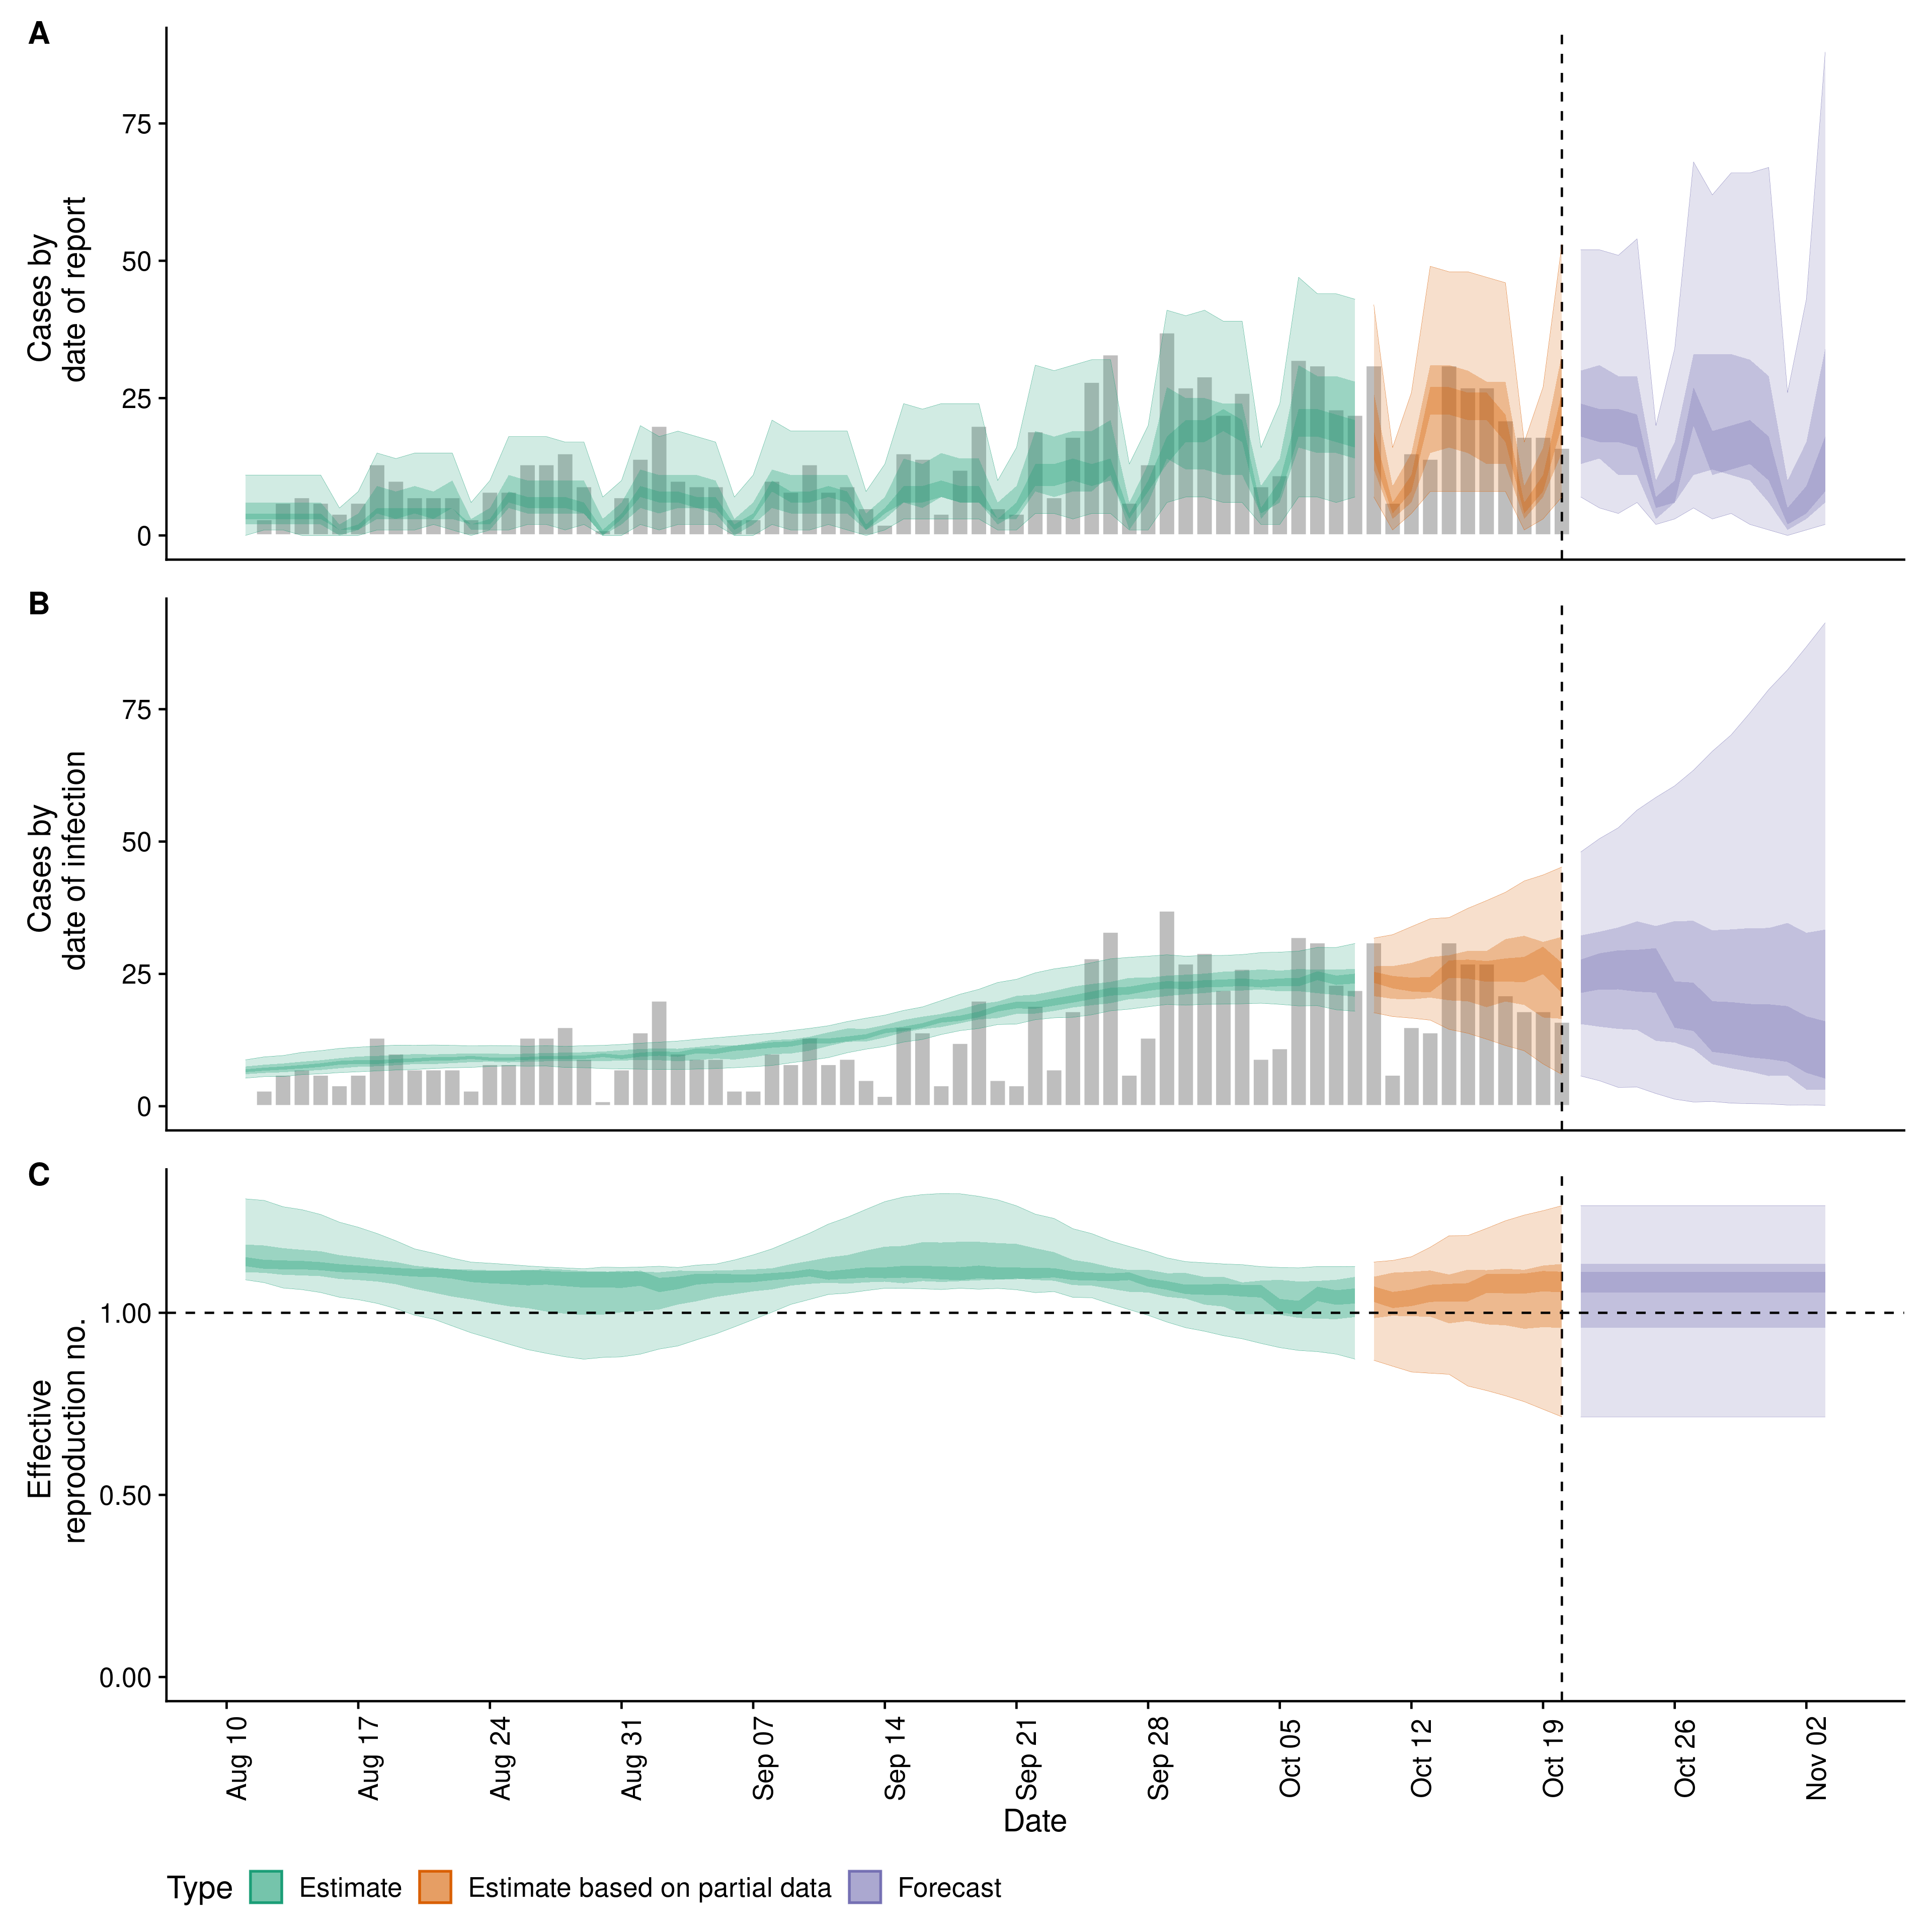 A
Cases by
date of report
75
50
25
0
B
Cases by
date of infection
75
50
25
0
C
Effective
reproduction no.
1.00
0.50
0.00
Aug 10
Aug 17
Aug 24
Aug 31
Sep 07
Sep 14
Sep 21
Sep 28
Oct 05
Oct 12
Oct 19
Oct 26
Nov 02
Date
Type Estimate Estimate based on partial data Forecast